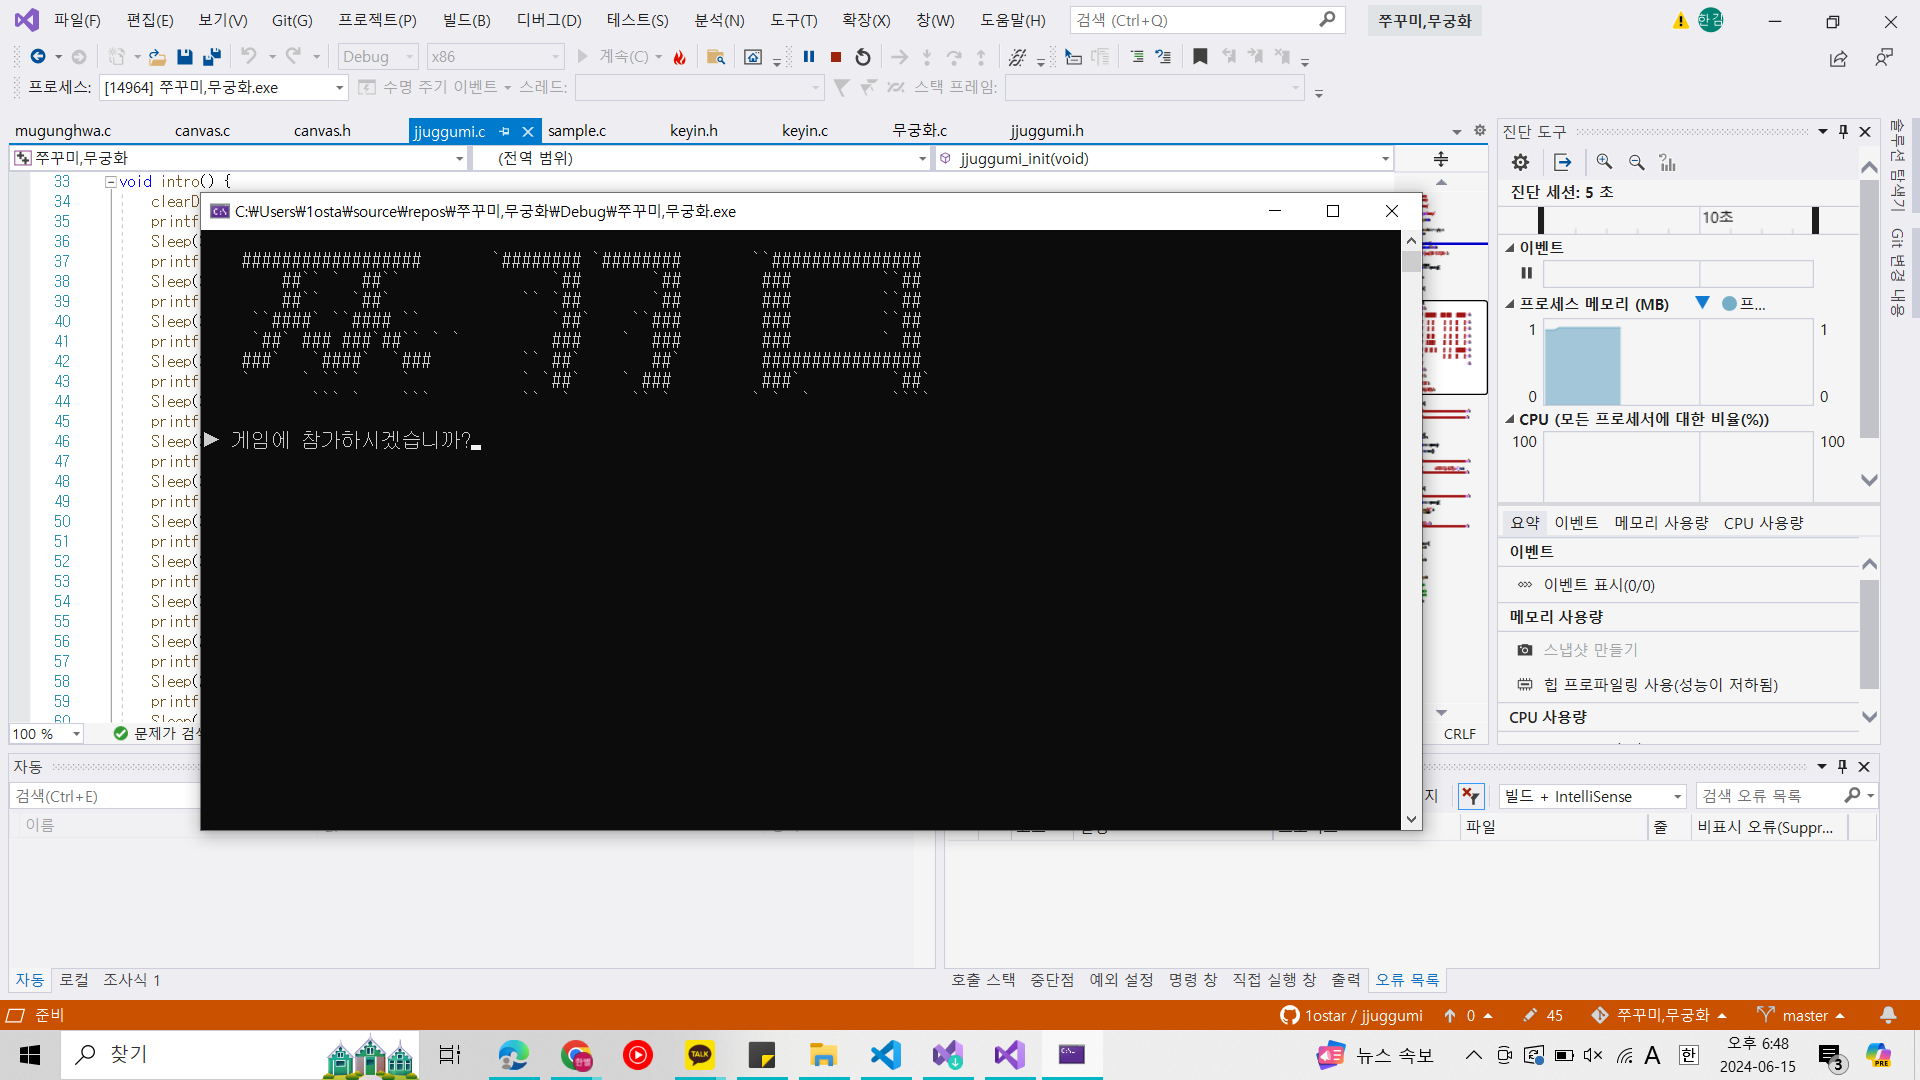 파일(F) 편집(E) 보기(V) Git(G) 프로젝트(P) 빌드(B) 디버그(D) 테스트(S) 분석(N) 도구(T) 확장(X) 창(W) 도움말(H) 검색 (Ctrl+Q) 쭈꾸미,무궁화 한김
Debug x86 계속(C)
프로세스: [14964] 쭈꾸미,무궁화.exe 수명 주기 이벤트 스레드: 스택 프레임:
mugunghwa.c canvas.c canvas.h jjuggumi.c sample.c keyin.h keyin.c 무궁화.c jjuggumi.h
쭈꾸미,무궁화 (전역 범위) jjuggumi_init(void)
33 void intro() {
34 clearD
35 printf
36 Sleep(
37 printf
38 Sleep(
39 printf
40 Sleep(
41 printf
42 Sleep(
43 printf
44 Sleep(
45 printf
46 Sleep(
47 printf
48 Sleep(
49 printf
50 Sleep(
51 printf
52 Sleep(
53 printf
54 Sleep(
55 printf
56 Sleep(
57 printf
58 Sleep(
59 printf
60 Sleep(
C:\Users\1osta\source\repos\쭈꾸미,무궁화\Debug\쭈꾸미,무궁화.exe
▶ 게임에 참가하시겠습니까?
100 % 문제가 검색 CRLF
진단 도구
진단 세션: 5 초
10초
이벤트
프로세스 메모리 (MB) 프...
1 1
0 0
CPU (모든 프로세서에 대한 비율(%))
100 100
요약 이벤트 메모리 사용량 CPU 사용량
이벤트
이벤트 표시(0/0)
메모리 사용량
스냅샷 만들기
힙 프로파일링 사용(성능이 저하됨)
CPU 사용량
솔루션 탐색기
Git 변경 내용
자동
검색(Ctrl+E)
이름
지 빌드 + IntelliSense 검색 오류 목록
파일 줄 비표시 오류(Suppr...
자동 로컬 조사식 1
호출 스택 중단점 예외 설정 명령 창 직접 실행 창 출력 오류 목록
준비 1ostar / jjuggumi 0 45 쭈꾸미,무궁화 master
찾기 TALK 한별 뉴스 속보 A 한 오후 6:48
2024-06-15 3 PRE